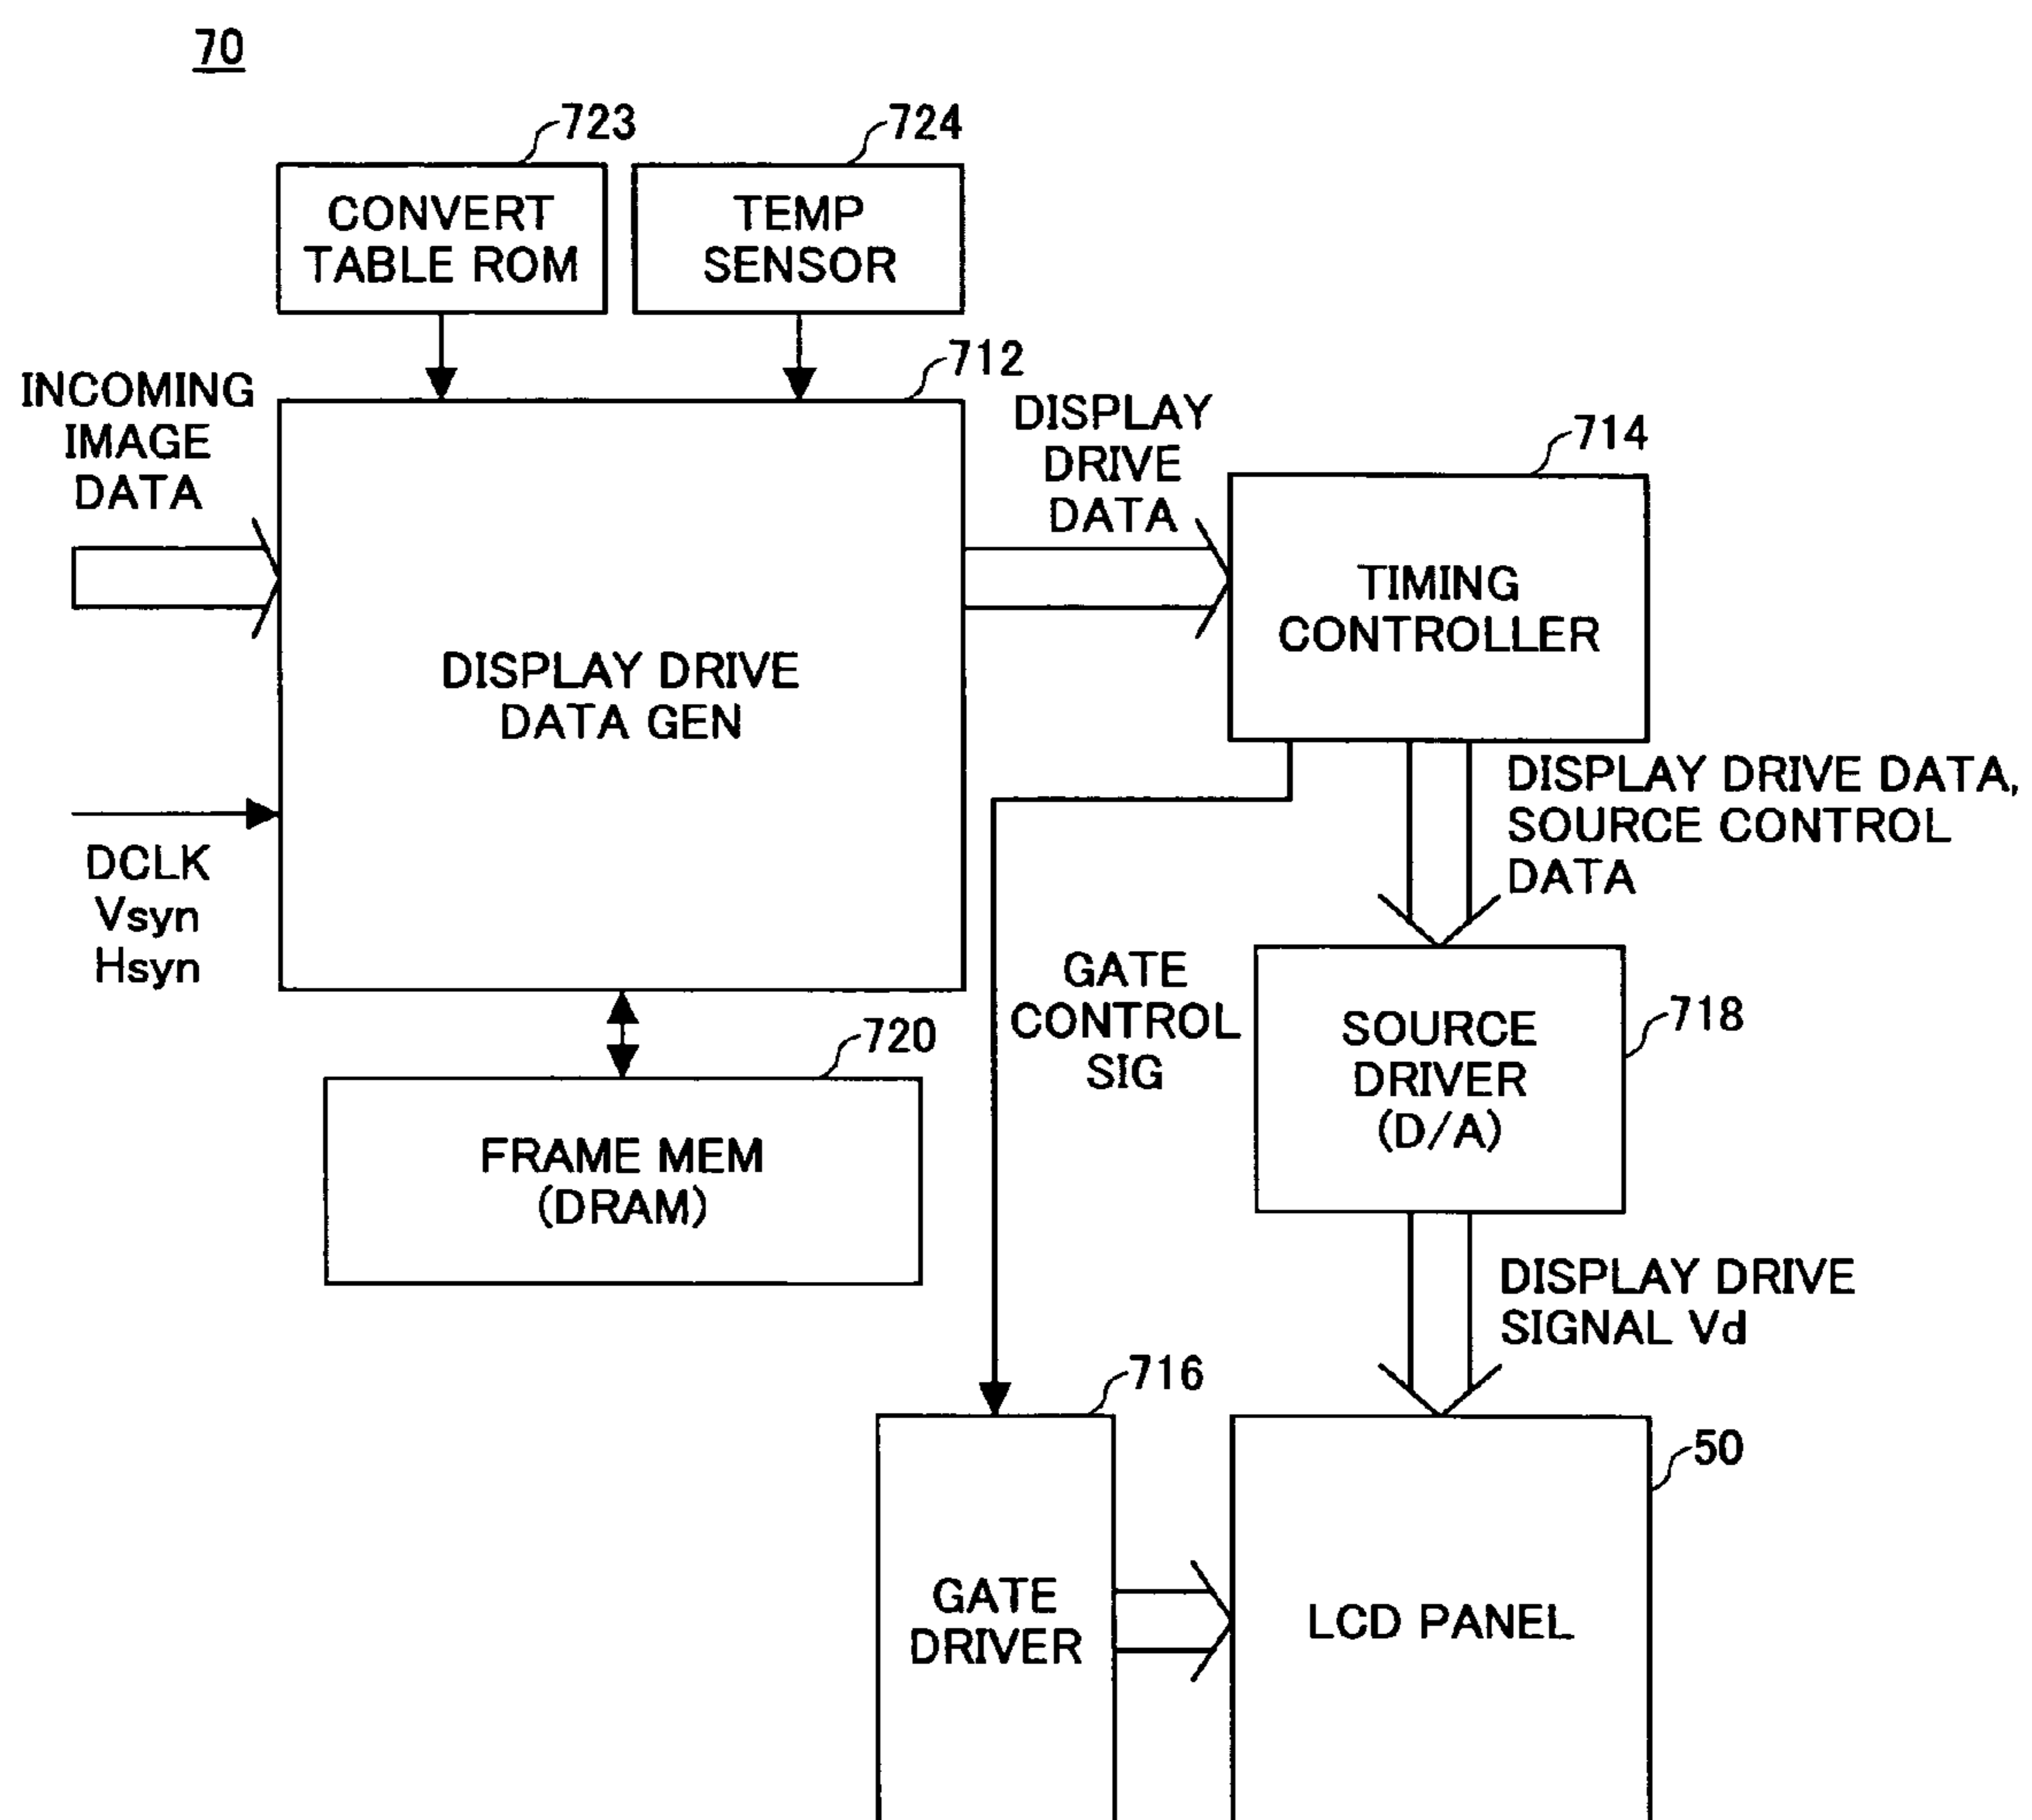 70
723
724
CONVERT
TABLE ROM
TEMP
SENSOR
712
INCOMING
IMAGE
DATA
DISPLAY
DRIVE
DATA
714
TIMING
CONTROLLER
DISPLAY DRIVE
DATA GEN
DISPLAY DRIVE DATA,
SOURCE CONTROL
DATA
DCLK
Vsyn
Hsyn
GATE
CONTROL
SIG
718
SOURCE
DRIVER
(D/A)
720
FRAME MEM
(DRAM)
DISPLAY DRIVE
SIGNAL Vd
716
50
GATE
DRIVER
LCD PANEL